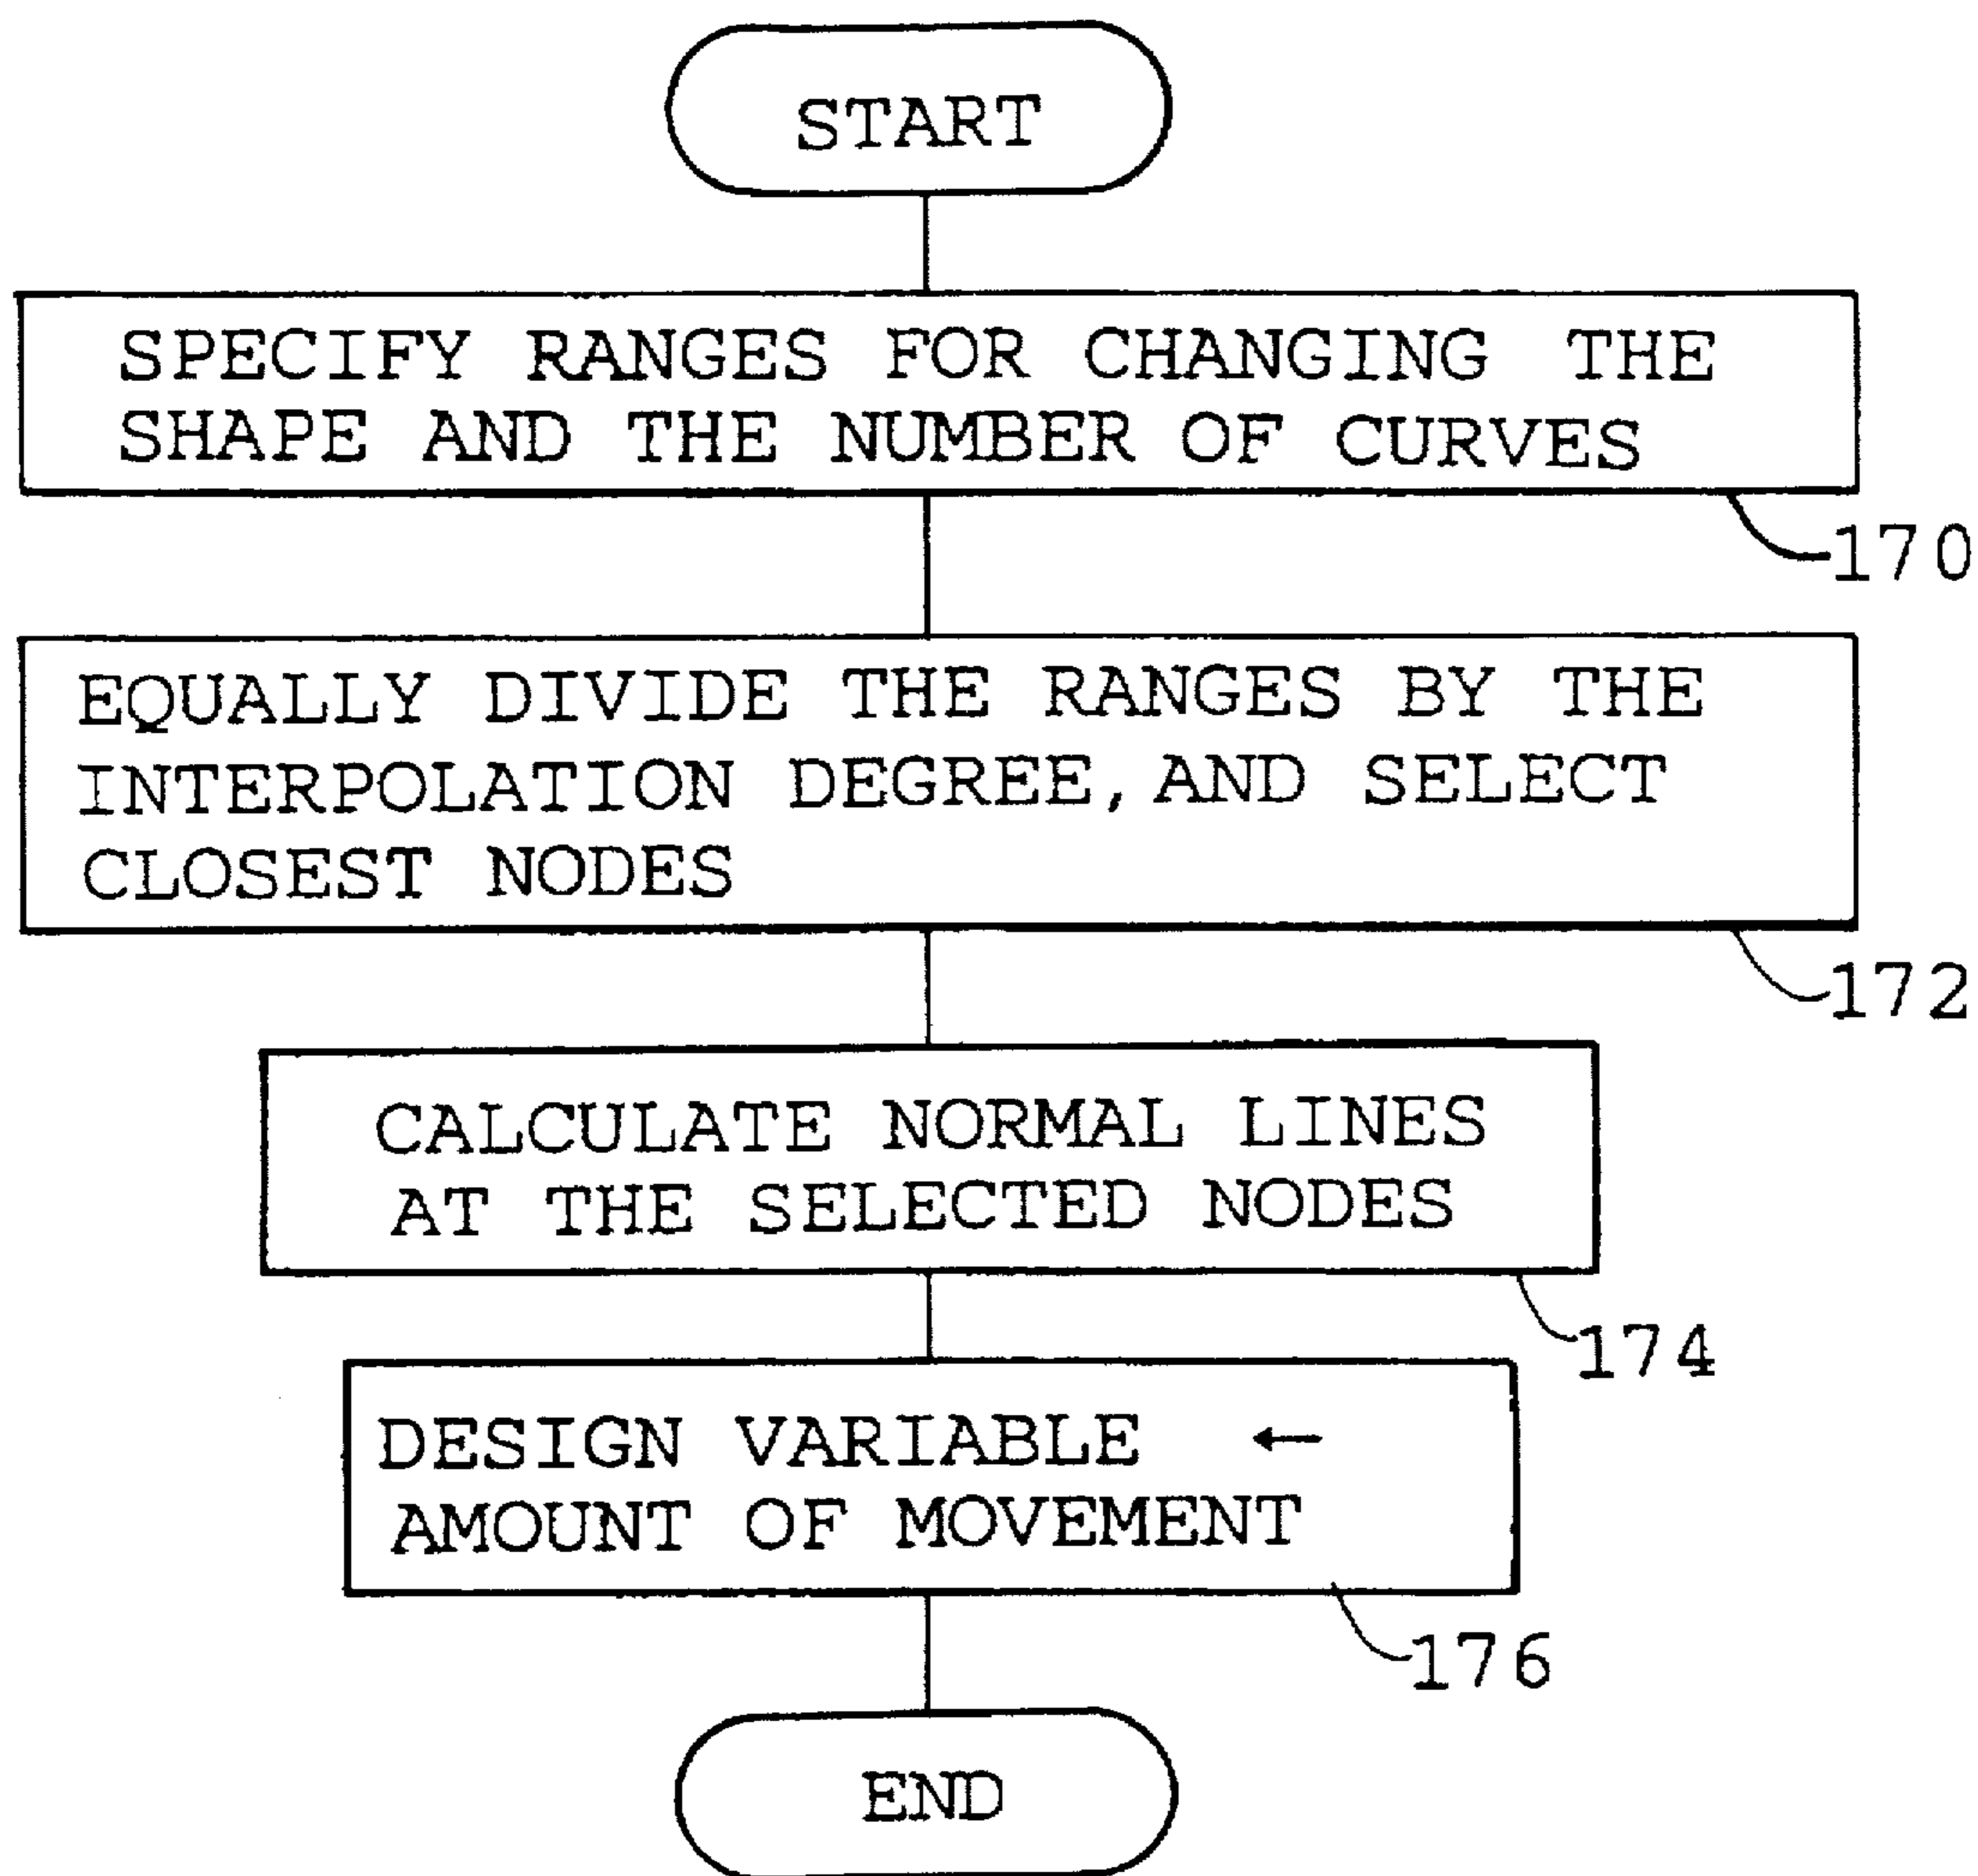 START
SPECIFY RANGES FOR CHANGING THE
SHAPE AND THE NUMBER OF CURVES
170
EQUALLY DIVIDE THE RANGES BY THE
INTERPOLATION DEGREE, AND SELECT
CLOSEST NODES
172
CALCULATE NORMAL LINES
AT THE SELECTED NODES
174
DESIGN VARIABLE ←
AMOUNT OF MOVEMENT
176
END